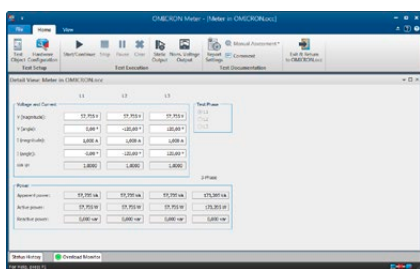 OMICRON Meter - [Meter in OMICRON.occ]
File Home View
Test Object
Hardware Configuration
Start/Continue
Stop
Pause
Clear
Static Output
Nom. Voltage Output
Report Settings
Manual Assessment
Comment
Exit & Return to OMICRON.occ
Test Setup
Test Execution
Test Documentation
Detail View: Meter in OMICRON.occ
L1 L2 L3
Voltage and Current
Test Phase
V (magnitude): 57,735 V 57,735 V 57,735 V
V (angle): 0,00 ° -120,00 ° 120,00 °
I (magnitude): 1,000 A 1,000 A 1,000 A
I (angle): -0,00 ° -120,00 ° 120,00 °
1.0000 1.0000 1.0000
3-Phase
Power
Apparent power: 57,735 VA 57,735 VA 57,735 VA 173,205 VA
Active power: 57,735 W 57,735 W 57,735 W 173,205 W
Reactive power: 0,000 var 0,000 var 0,000 var 0,000 var
Status History
Overload Monitor